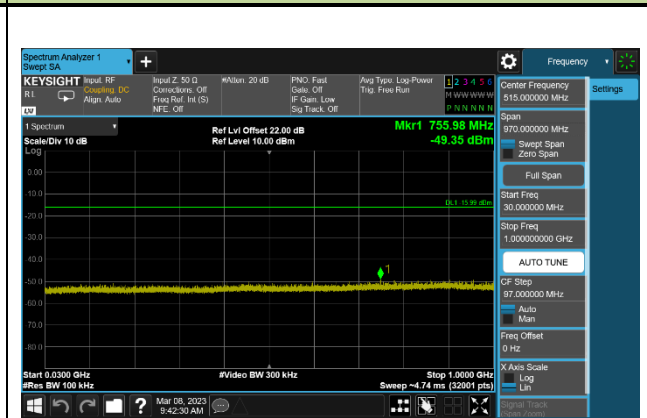 Spectrum Analyzer 1
Swept SA
Frequency
KEYSIGHT
Input: RF
Coupling: DC
Align: Auto
Input Z: 50 Ω
Corrections: Off
Freq Ref: Int (S)
NFE: Off
#Atten: 20 dB
PNO: Fast
Gate: Off
IF Gain: Low
Sig Track: Off
Avg Type: Log-Power
Trig: Free Run
1 2 3 4 5 6
M W W W W W
P N N N N N
R L
LW
Center Frequency
515.000000 MHz
Settings
1 Spectrum
Scale/Div 10 dB
Ref Lvl Offset 22.00 dB
Ref Level 10.00 dBm
Mkr1 755.98 MHz
-49.35 dBm
Span
970.000000 MHz
Swept Span
Zero Span
Full Span
Start Freq
30.000000 MHz
Stop Freq
1.000000000 GHz
AUTO TUNE
CF Step
97.000000 MHz
Auto
Man
Freq Offset
0 Hz
X Axis Scale
Log
Lin
Signal Track
(Span Zoom)
Log
0.00
-10.0
-20.0
-30.0
-40.0
-50.0
-60.0
-70.0
-80.0
DL1 -15.99 dBm
1
Start 0.0300 GHz
#Res BW 100 kHz
#Video BW 300 kHz
Stop 1.0000 GHz
Sweep ~4.74 ms (32001 pts)
?
Mar 08, 2023
9:42:30 AM